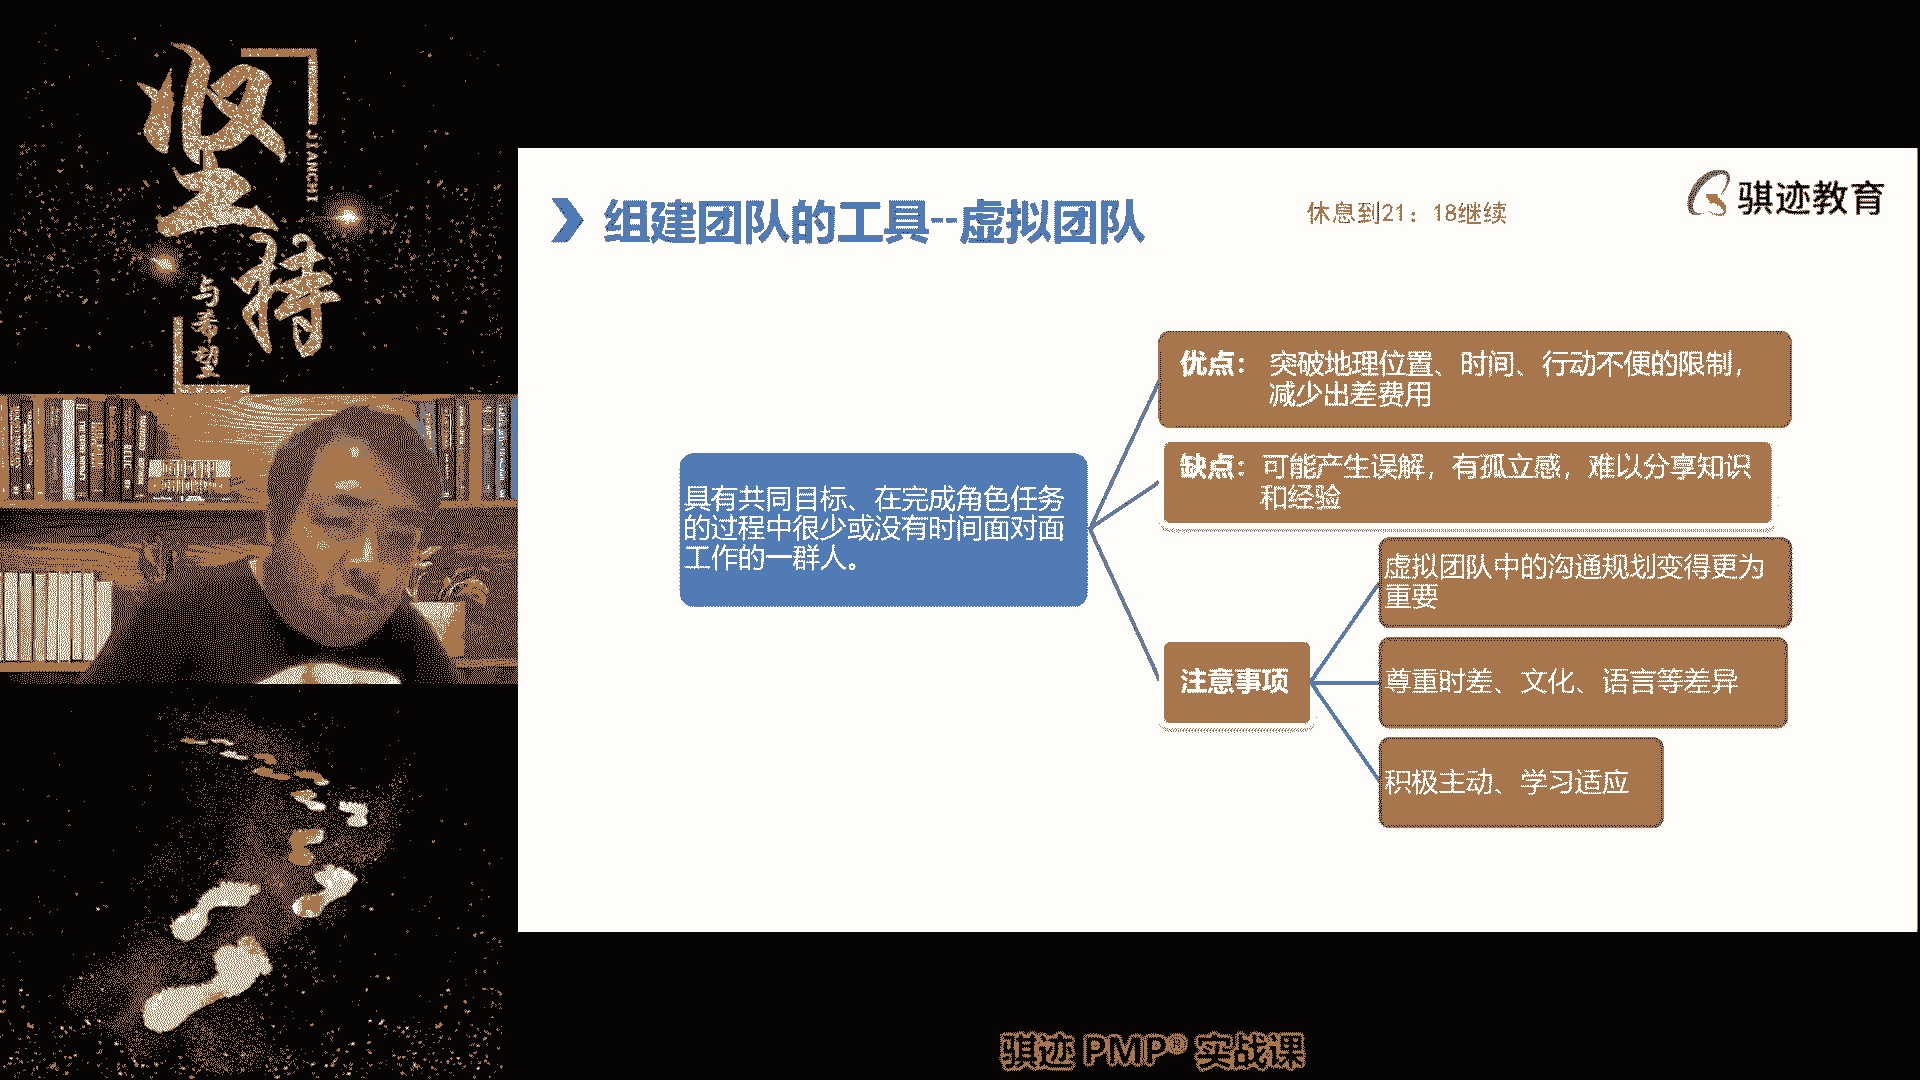 坚
持
JIANCHI
与
希
望
组建团队的工具--虚拟团队
休息到21：18继续
骐迹教育
具有共同目标、在完成角色任务
的过程中很少或没有时间面对面
工作的一群人。
优点： 突破地理位置、时间、行动不便的限制，
减少出差费用
缺点：可能产生误解，有孤立感，难以分享知识
和经验
注意事项
虚拟团队中的沟通规划变得更为
重要
尊重时差、文化、语言等差异
积极主动、学习适应
骐迹 PMP® 实战课